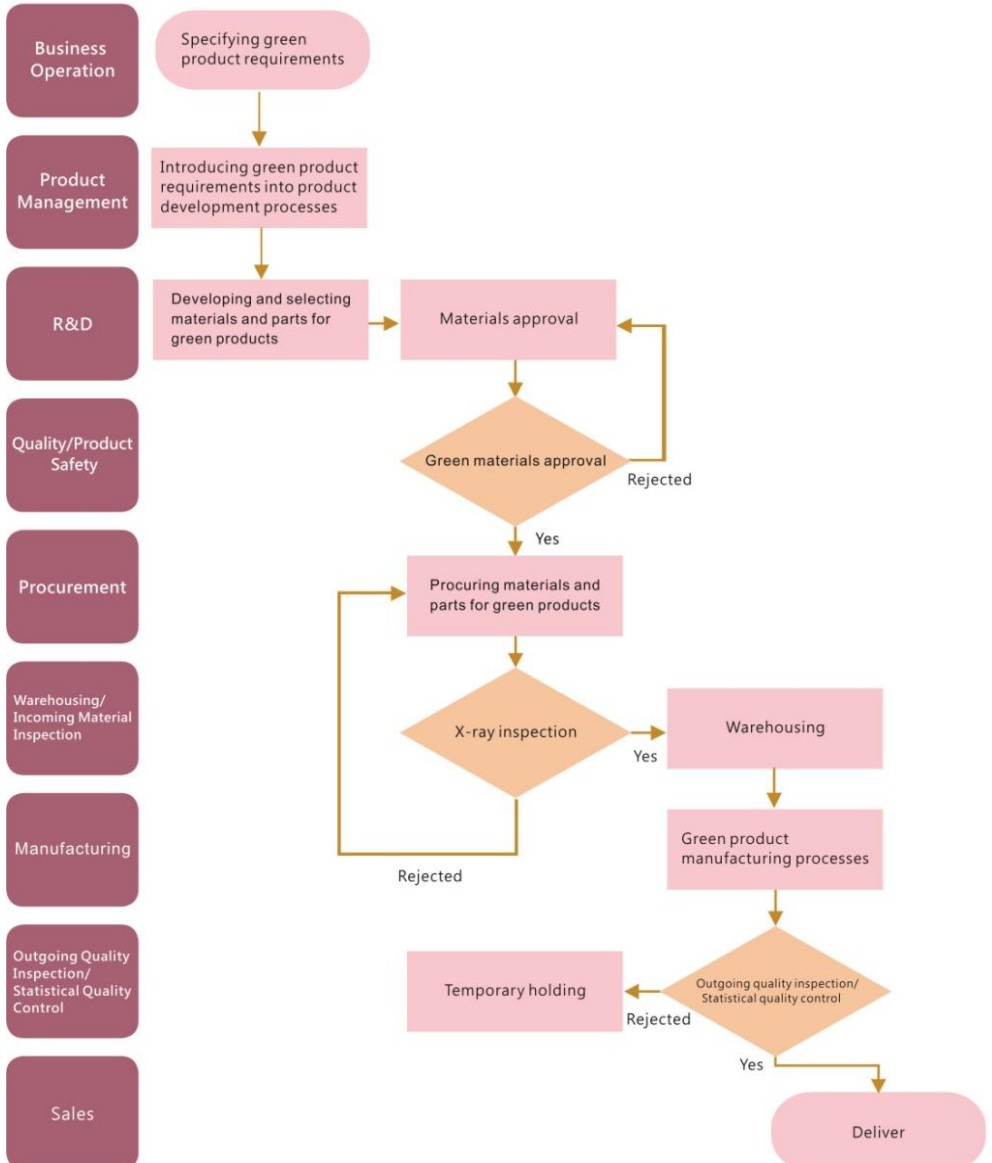 Business
Operation
Specifying green
product requirements
Product
Management
Introducing green product
requirements into product
development processes
R&D
Developing and selecting
materials and parts for
green products
Materials approval
Quality/Product
Safety
Green materials approval
Rejected
Yes
Procurement
Procuring materials and
parts for green products
Warehousing/
Incoming Material
Inspection
X-ray inspection
Yes
Warehousing
Manufacturing
Rejected
Green product
manufacturing processes
Outgoing Quality
Inspection/
Statistical Quality
Control
Temporary holding
Rejected
Outgoing quality inspection/
Statistical quality control
Yes
Sales
Deliver